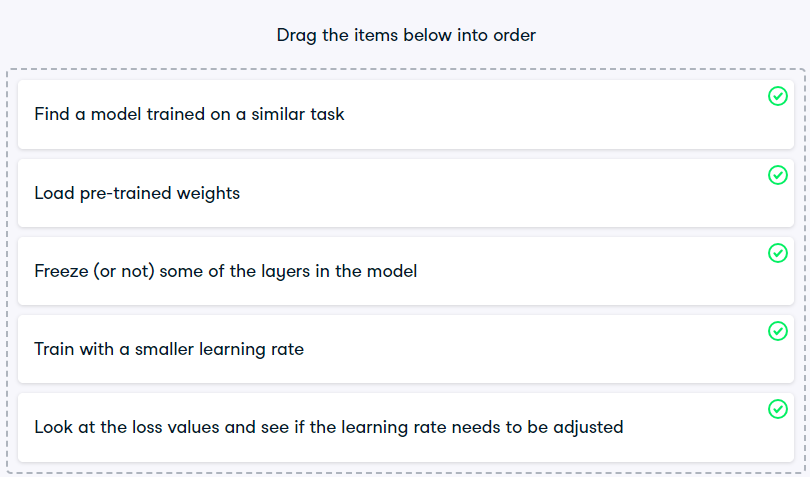 Drag the items below into order
Find a model trained on a similar task
Load pre-trained weights
Freeze (or not) some of the layers in the model
Train with a smaller learning rate
Look at the loss values and see if the learning rate needs to be adjusted